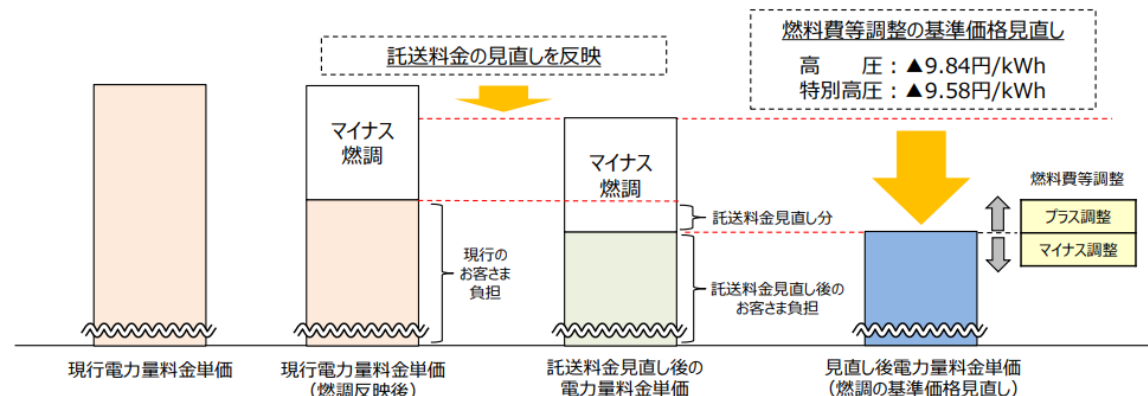 託送料金の見直しを反映
燃料費等調整の基準価格見直し
高　　圧：▲9.84円/kWh
特別高圧：▲9.58円/kWh
マイナス
燃調
マイナス
燃調
燃料費等調整
プラス調整
マイナス調整
託送料金見直し分
現行の
お客さま
負担
託送料金見直し後の
お客さま負担
現行電力量料金単価
現行電力量料金単価
（燃調反映後）
託送料金見直し後の
電力量料金単価
見直し後電力量料金単価
（燃調の基準価格見直し）